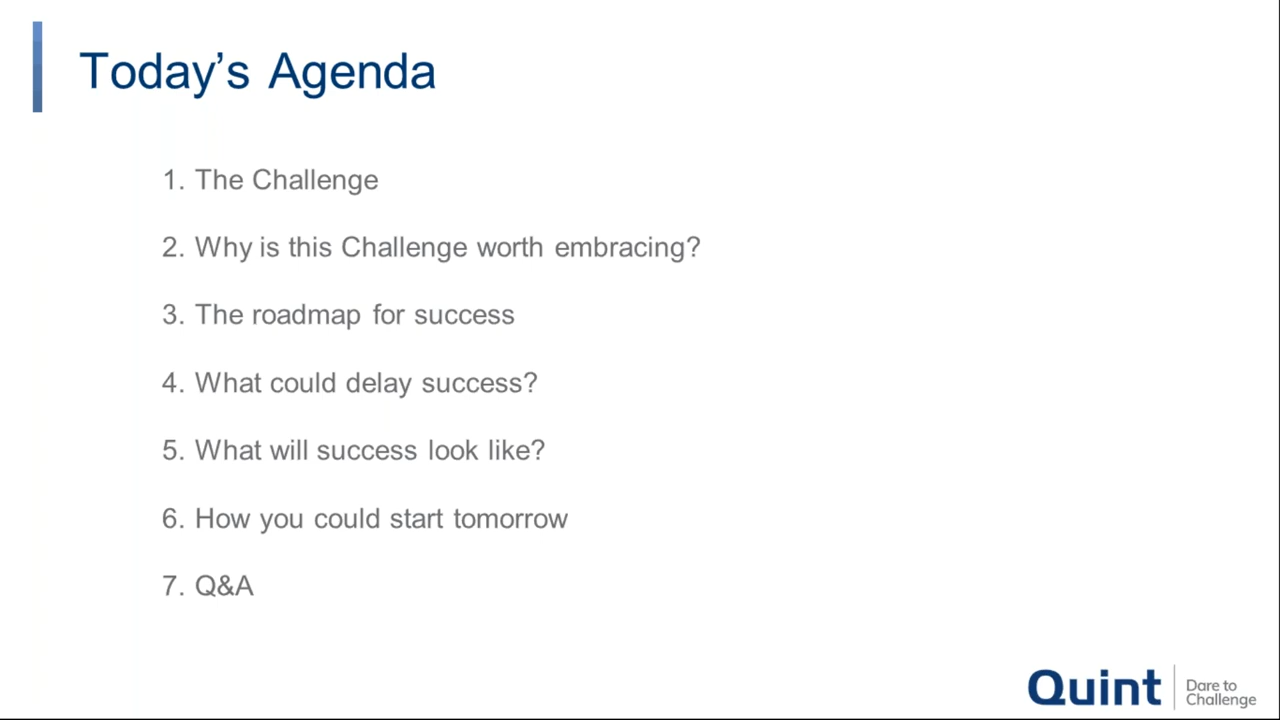 Today’s Agenda
1. The Challenge
2. Why is this Challenge worth embracing?
3. The roadmap for success
4. What could delay success?
5. What will success look like?
6. How you could start tomorrow
7. Q&A
Quint
Dare to
Challenge